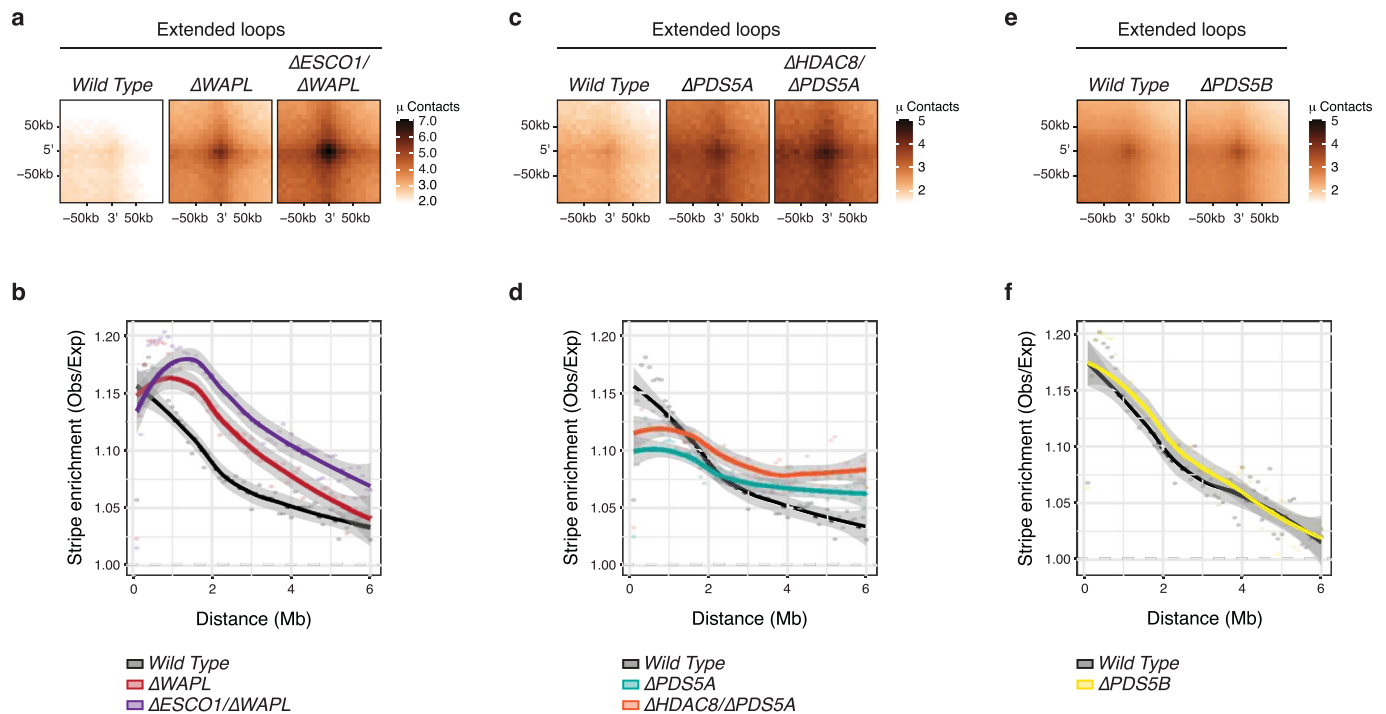 a
Extended loops
Wild Type
ΔWAPL
ΔESCO1/
ΔWAPL
50kb
5'
−50kb
−50kb 3' 50kb
−50kb 3' 50kb
−50kb 3' 50kb
μ Contacts
7.0
6.0
5.0
4.0
3.0
2.0
b
Stripe enrichment (Obs/Exp)
1.20
1.15
1.10
1.05
1.00
0 2 4 6
Distance (Mb)
Wild Type
ΔWAPL
ΔESCO1/ΔWAPL
c
Extended loops
Wild Type
ΔPDS5A
ΔHDAC8/
ΔPDS5A
50kb
5'
−50kb
−50kb 3' 50kb
−50kb 3' 50kb
−50kb 3' 50kb
μ Contacts
5
4
3
2
d
Stripe enrichment (Obs/Exp)
1.20
1.15
1.10
1.05
1.00
0 2 4 6
Distance (Mb)
Wild Type
ΔPDS5A
ΔHDAC8/ΔPDS5A
e
Extended loops
Wild Type
ΔPDS5B
50kb
5'
−50kb
−50kb 3' 50kb
−50kb 3' 50kb
μ Contacts
5
4
3
2
f
Stripe enrichment (Obs/Exp)
1.20
1.15
1.10
1.05
1.00
0 2 4 6
Distance (Mb)
Wild Type
ΔPDS5B